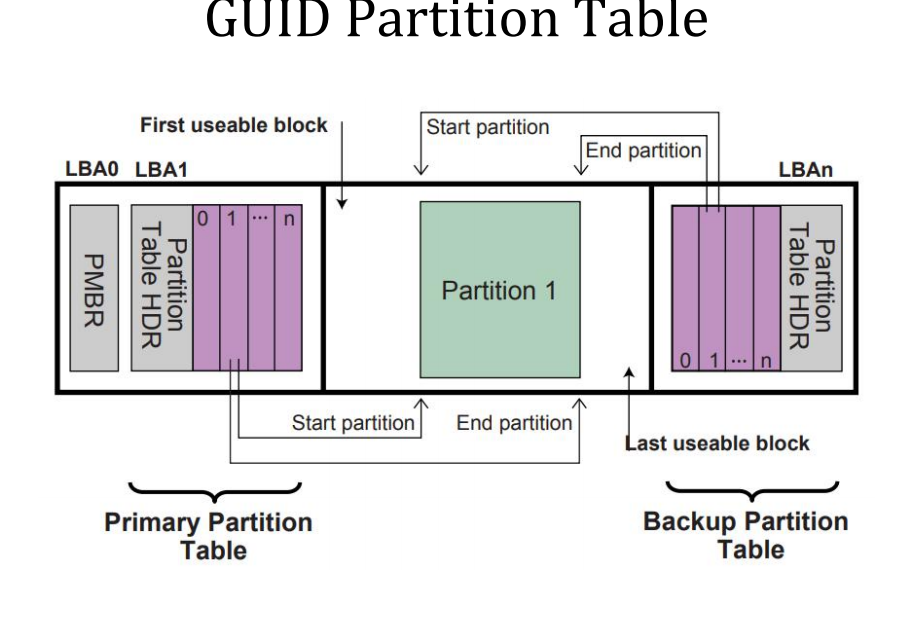 GUID Partition Table
First useable block
Start partition
End partition
LBA0 LBA1
LBAn
PMBR
Partition
Table HDR
0 1 ... n
Partition 1
0 1 ... n
Partition
Table HDR
Start partition
End partition
Last useable block
Primary Partition
Table
Backup Partition
Table